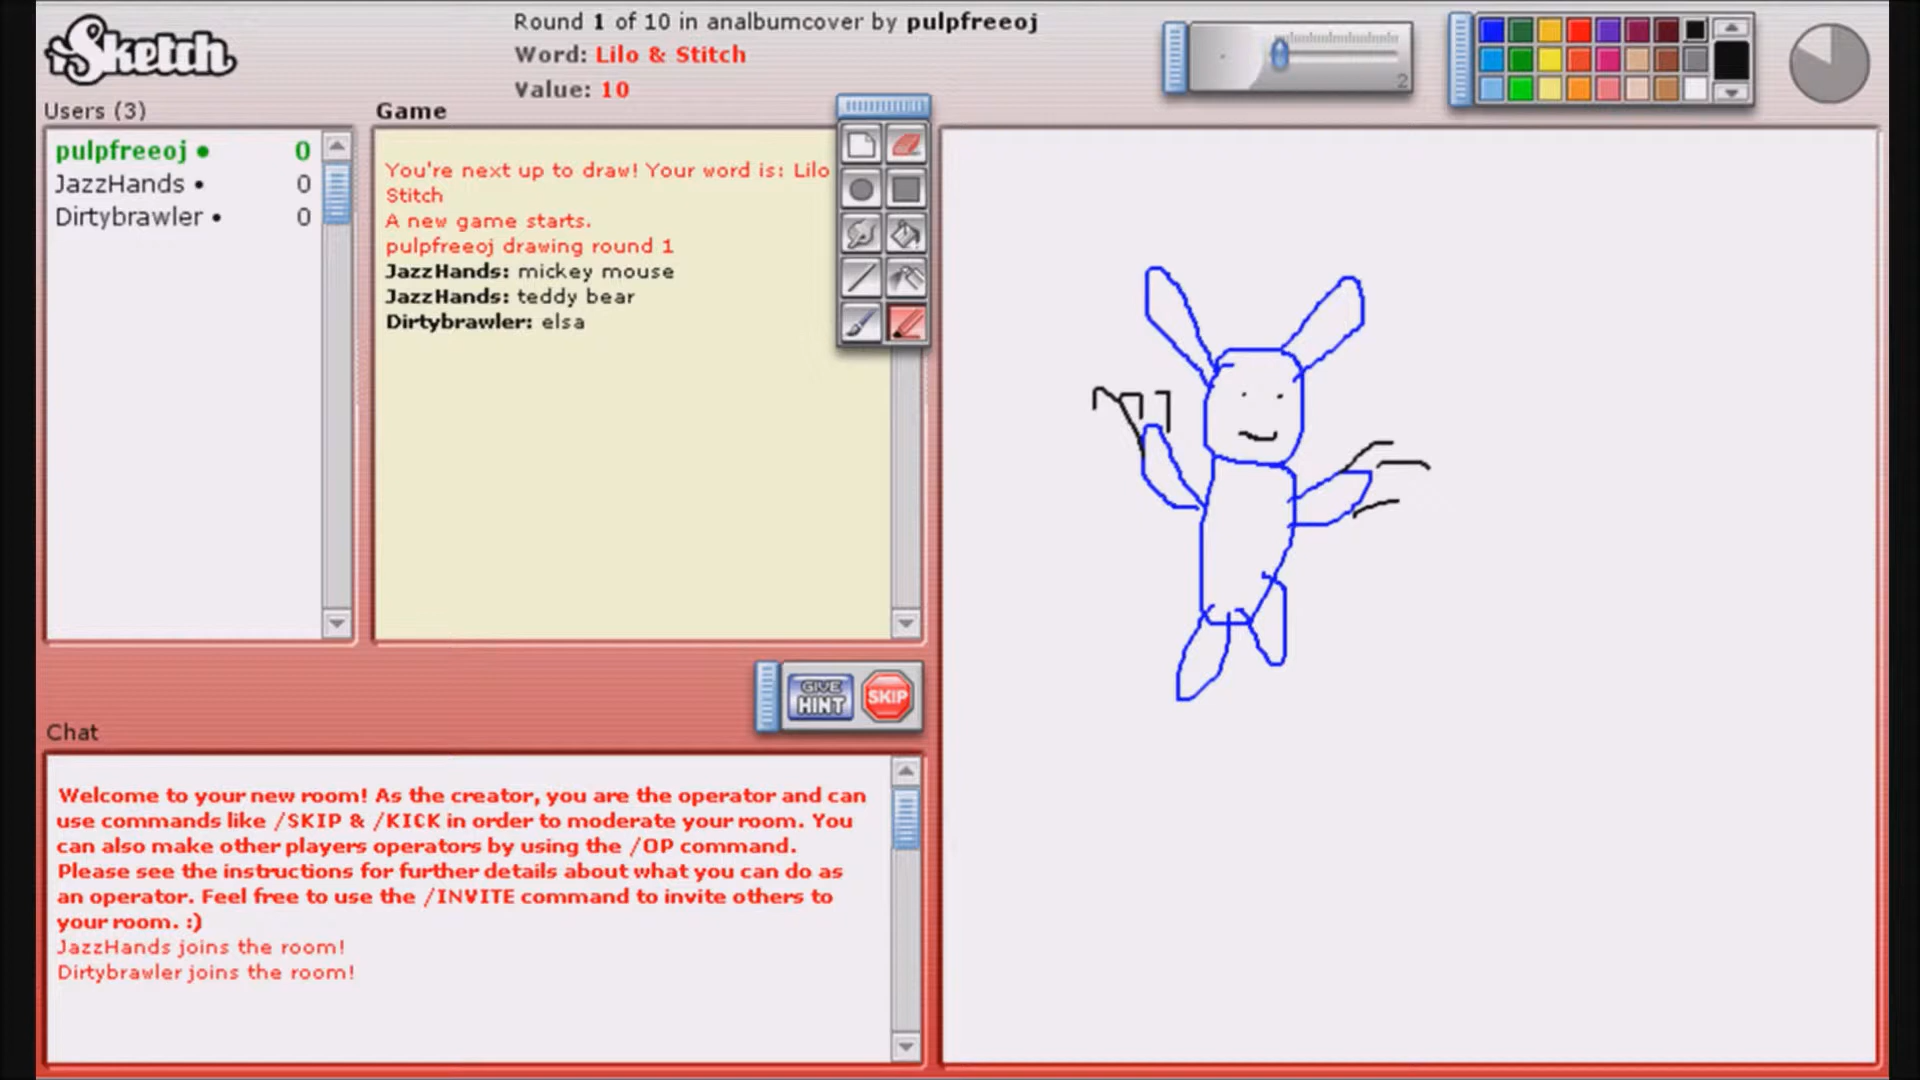 iSketch
Round 1 of 10 in analbumcover by pulpfreeoj
Word: Lilo & Stitch
Value: 10
Users (3)
Game
pulpfreeoj • 0
JazzHands • 0
Dirtybrawler • 0
You're next up to draw! Your word is: Lilo
Stitch
A new game starts.
pulpfreeoj drawing round 1
JazzHands: mickey mouse
JazzHands: teddy bear
Dirtybrawler: elsa
2
GIVE
HINT
SKIP
Chat
Welcome to your new room! As the creator, you are the operator and can
use commands like /SKIP & /KICK in order to moderate your room. You
can also make other players operators by using the /OP command.
Please see the instructions for further details about what you can do as
an operator. Feel free to use the /INVITE command to invite others to
your room. :)
JazzHands joins the room!
Dirtybrawler joins the room!